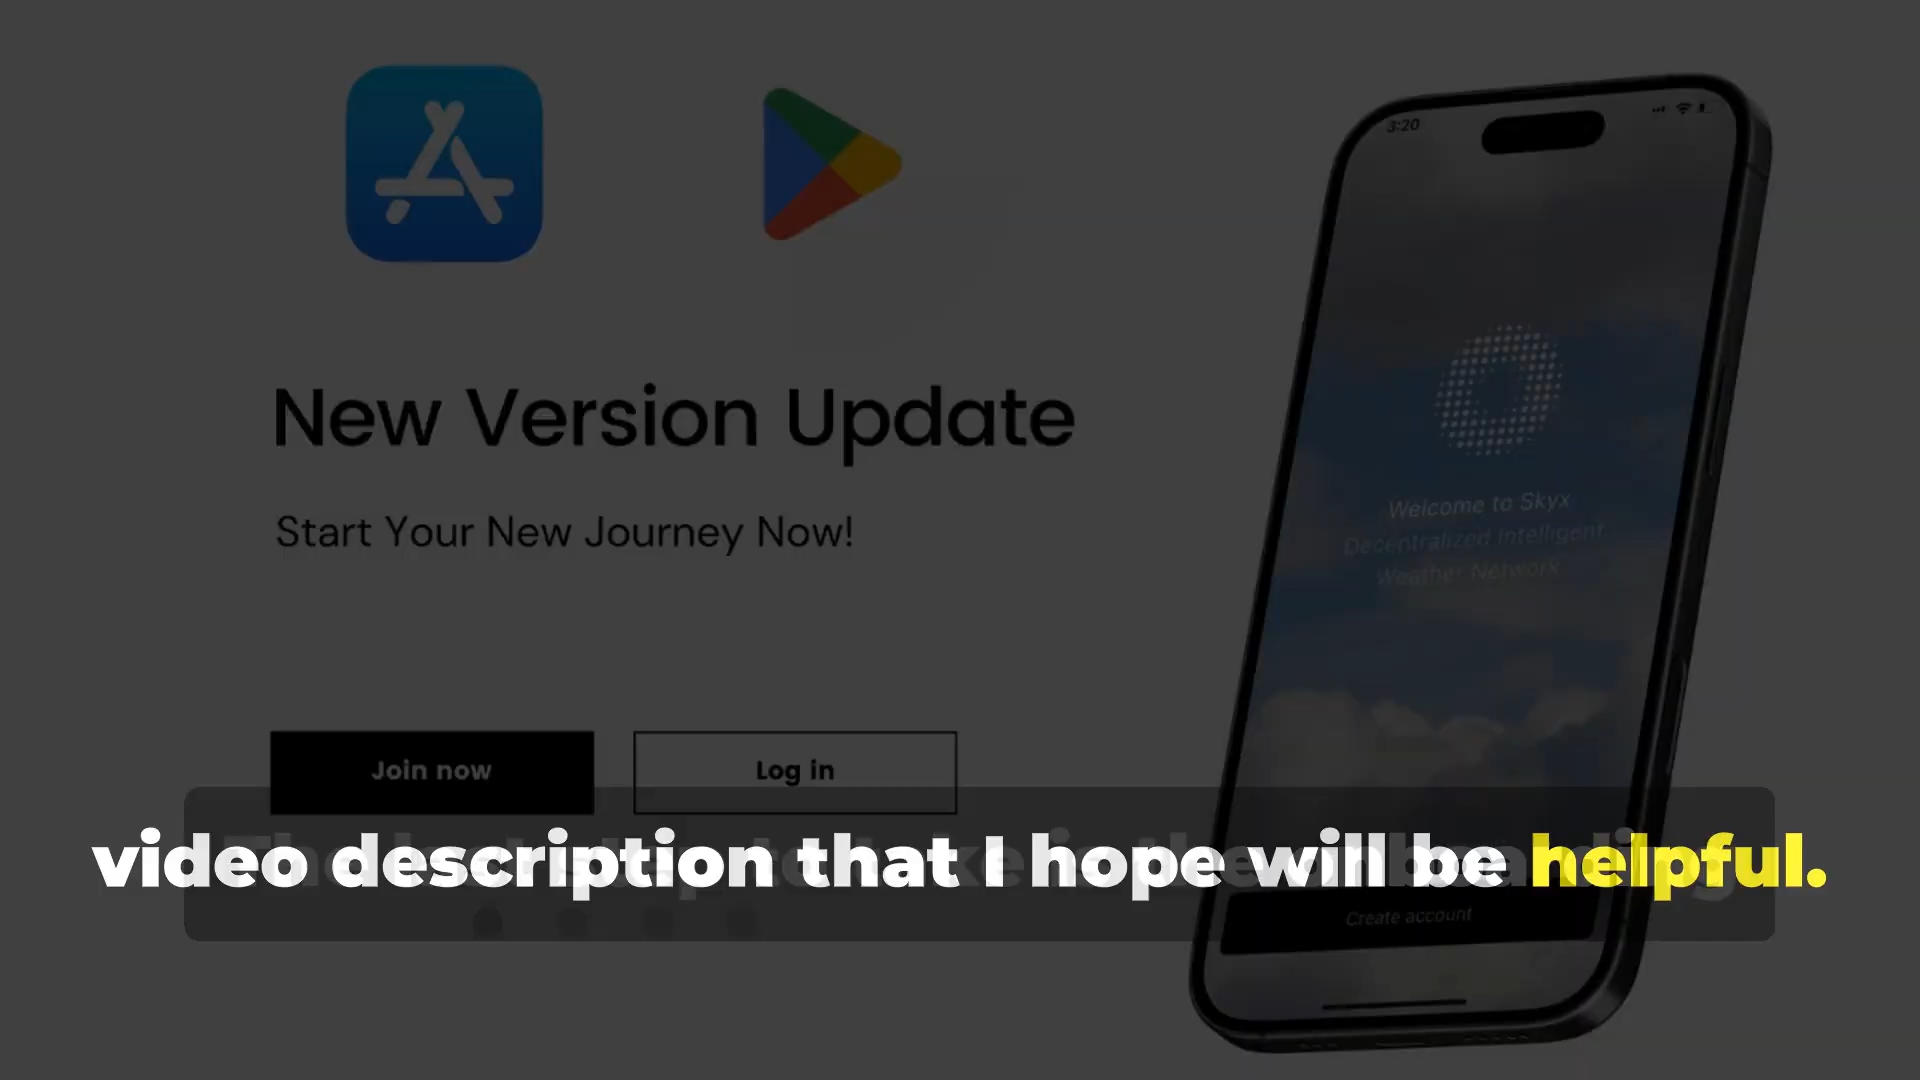 3:20
New Version Update
Start Your New Journey Now!
Welcome to Skyx
Decentralized Intelligent
Weather Network
Join now
Log in
video description that I hope will be helpful.
Create account